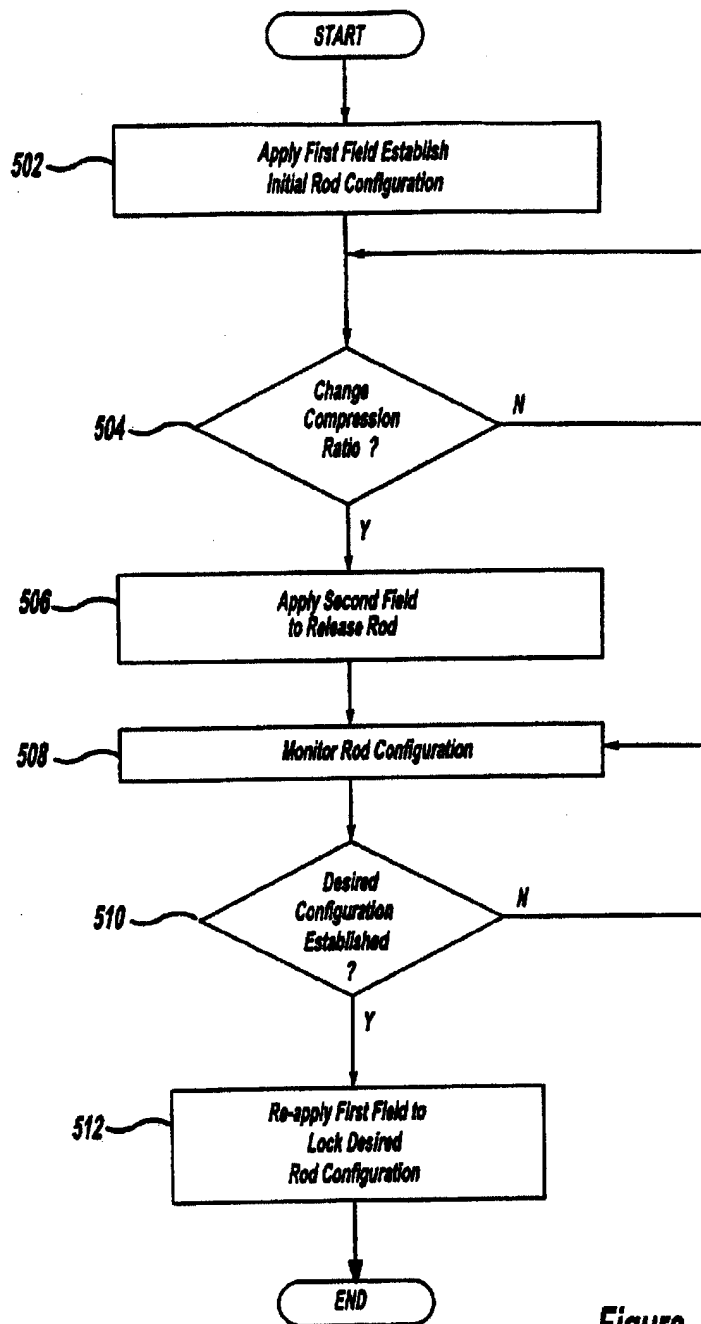 START
502
Apply First Field Establish
Initial Rod Configuration
504
Change
Compression
Ratio ?
N
Y
506
Apply Second Field
to Release Rod
508
Monitor Rod Configuration
510
Desired
Configuration
Established
?
N
Y
512
Re-apply First Field to
Lock Desired
Rod Configuration
END
Figure